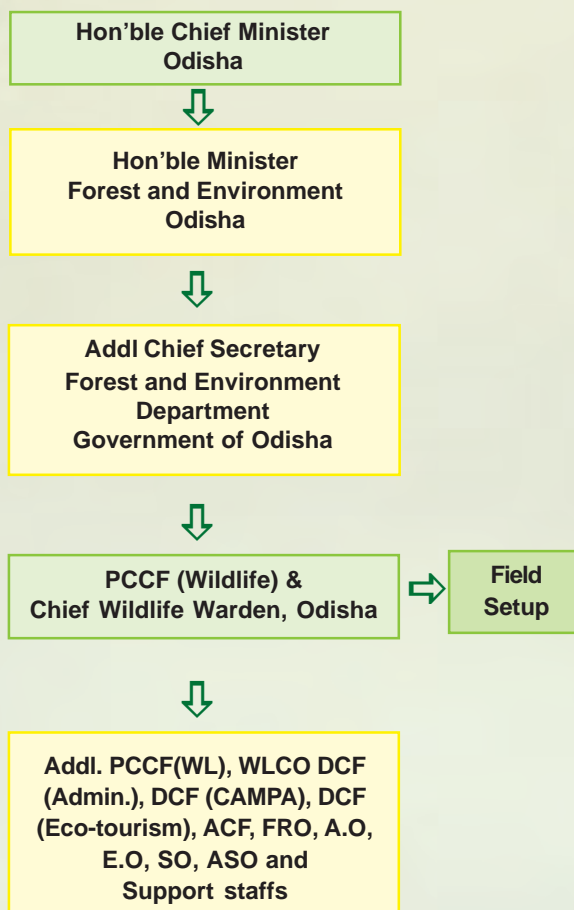 Hon'ble Chief Minister
Odisha
Hon'ble Minister
Forest and Environment
Odisha
Addl Chief Secretary
Forest and Environment
Department
Government of Odisha
PCCF (Wildlife) &
Chief Wildlife Warden, Odisha
Field
Setup
Addl. PCCF(WL), WLCO DCF
(Admin.), DCF (CAMPA), DCF
(Eco-tourism), ACF, FRO, A.O,
E.O, SO, ASO and
Support staffs